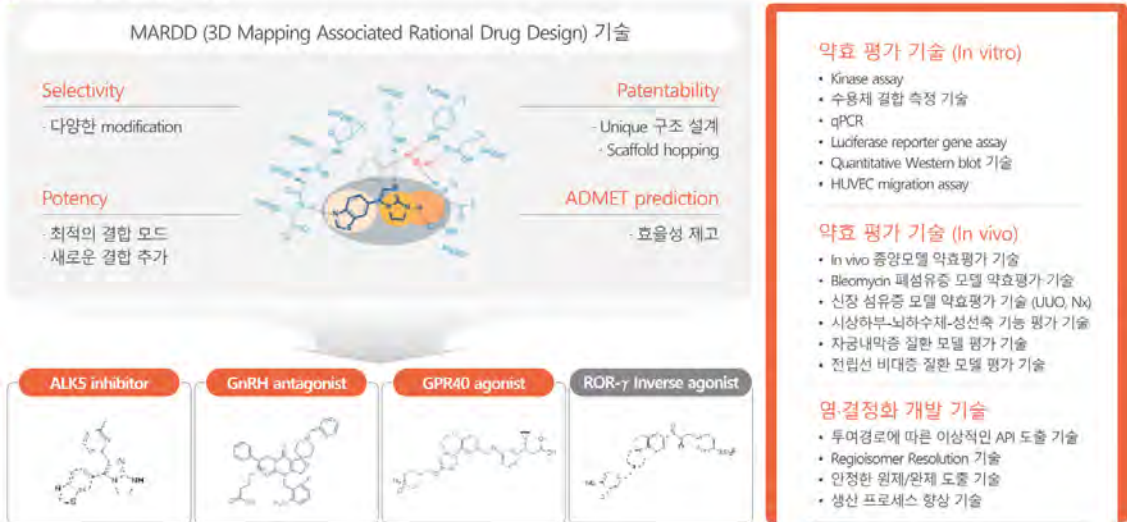 MARDD (3D Mapping Associated Rational Drug Design) 기술
Selectivity
· 다양한 modification
Patentability
· Unique 구조 설계
· Scaffold hopping
Potency
· 최적의 결합 모드
· 새로운 결합 추가
ADMET prediction
· 효율성 제고
ALK5 inhibitor
GnRH antagonist
GPR40 agonist
ROR-γ Inverse agonist
약효 평가 기술 (In vitro)
• Kinase assay
• 수용체 결합 측정 기술
• qPCR
• Luciferase reporter gene assay
• Quantitative Western blot 기술
• HUVEC migration assay
약효 평가 기술 (In vivo)
• In vivo 종양모델 약효평가 기술
• Bleomycin 폐섬유증 모델 약효평가 기술
• 신장 섬유증 모델 약효평가 기술 (UUO, Nx)
• 시상하부-뇌하수체-성선축 기능 평가 기술
• 자궁내막증 질환 모델 평가 기술
• 전립선 비대증 질환 모델 평가 기술
염·결정화 개발 기술
• 투여경로에 따른 이상적인 API 도출 기술
• Regioisomer Resolution 기술
• 안정한 원제/완제 도출 기술
• 생산 프로세스 향상 기술